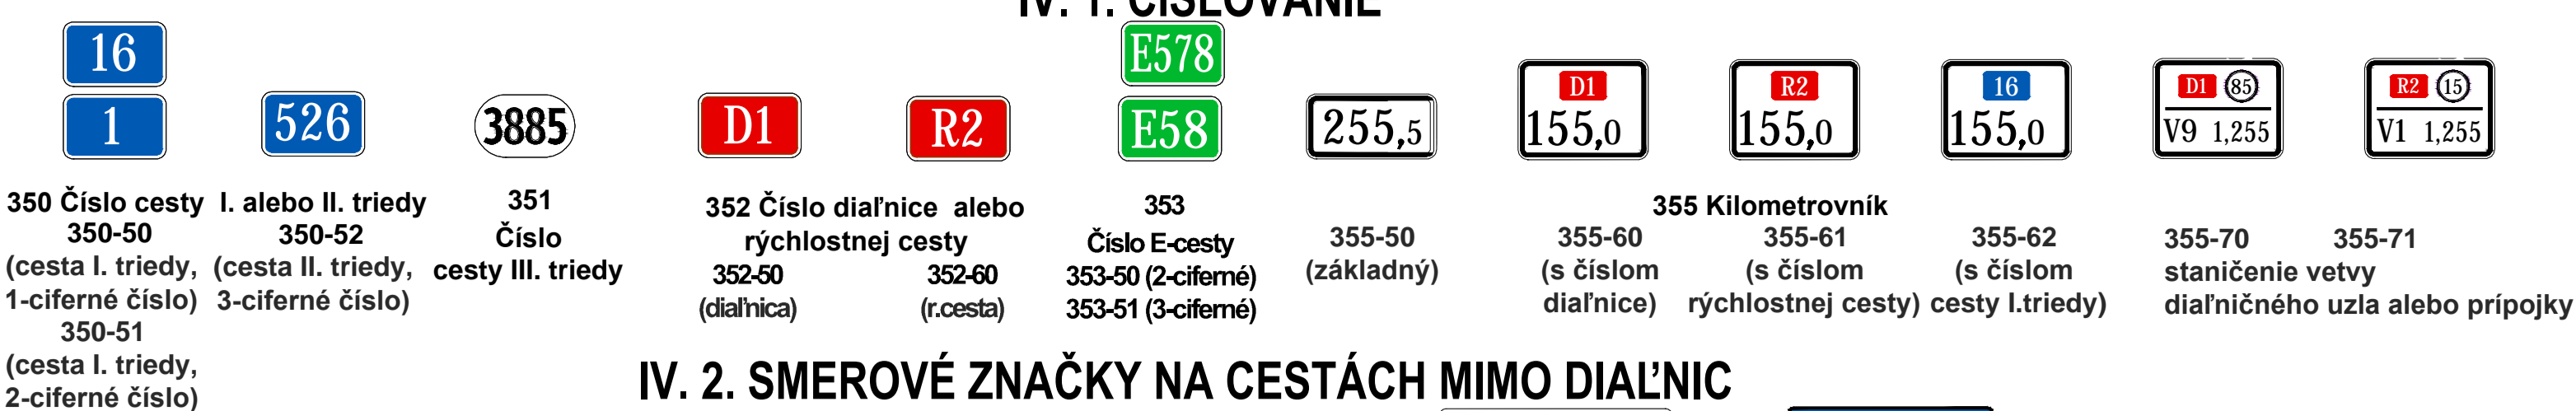 IV. 1. ČÍSLOVANIE
16
1
526
3885
D1
R2
E578
E58
255,5
D1
155,0
R2
155,0
16
155,0
D1 85
V9 1,255
R2 15
V1 1,255
350 Číslo cesty I. alebo II. triedy
350-50
(cesta I. triedy,
1-ciferné číslo)
350-51
(cesta I. triedy,
2-ciferné číslo)
350-52
(cesta II. triedy,
3-ciferné číslo)
351
Číslo
cesty III. triedy
352 Číslo diaľnice alebo
rýchlostnej cesty
352-50
(diaľnica)
352-60
(r.cesta)
353
Číslo E-cesty
353-50 (2-ciferné)
353-51 (3-ciferné)
355 Kilometrovník
355-50
(základný)
355-60
(s číslom
diaľnice)
355-61
(s číslom
rýchlostnej cesty)
355-62
(s číslom
cesty I.triedy)
355-70 355-71
staničenie vetvy
diaľničného uzla alebo prípojky
IV. 2. SMEROVÉ ZNAČKY NA CESTÁCH MIMO DIAĽNIC